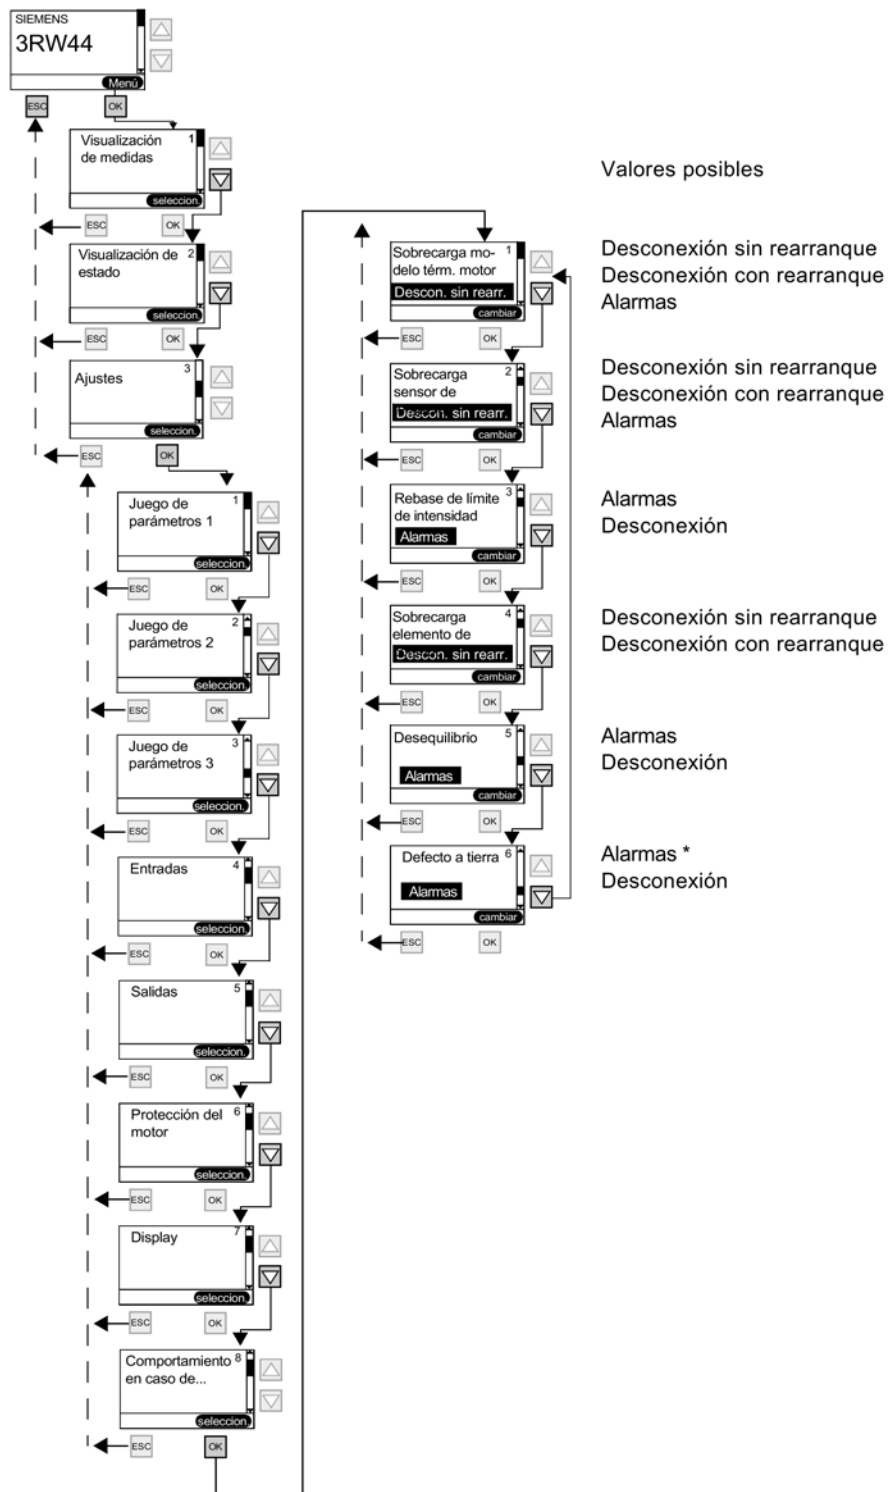 SIEMENS
3RW44
Menú
ESC
OK
Visualización
de medidas
1
seleccion.
ESC
OK
Visualización de
estado
2
seleccion.
ESC
OK
Ajustes
3
seleccion.
ESC
OK
Juego de
parámetros 1
1
seleccion.
ESC
OK
Juego de
parámetros 2
2
seleccion.
ESC
OK
Juego de
parámetros 3
3
seleccion.
ESC
OK
Entradas
4
seleccion.
ESC
OK
Salidas
5
seleccion.
ESC
OK
Protección del
motor
6
seleccion.
ESC
OK
Display
7
seleccion.
ESC
OK
Comportamiento
en caso de...
8
seleccion.
ESC
OK
Valores posibles
Sobrecarga mo-
delo térm. motor
1
Descon. sin rearr.
cambiar
ESC
OK
Desconexión sin rearranque
Desconexión con rearranque
Alarmas
Sobrecarga
sensor de
2
Descon. sin rearr.
cambiar
ESC
OK
Desconexión sin rearranque
Desconexión con rearranque
Alarmas
Rebase de límite
de intensidad
3
Alarmas
cambiar
ESC
OK
Alarmas
Desconexión
Sobrecarga
elemento de
4
Descon. sin rearr.
cambiar
ESC
OK
Desconexión sin rearranque
Desconexión con rearranque
Desequilibrio
5
Alarmas
cambiar
ESC
OK
Alarmas
Desconexión
Defecto a tierra
6
Alarmas
cambiar
ESC
OK
Alarmas *
Desconexión